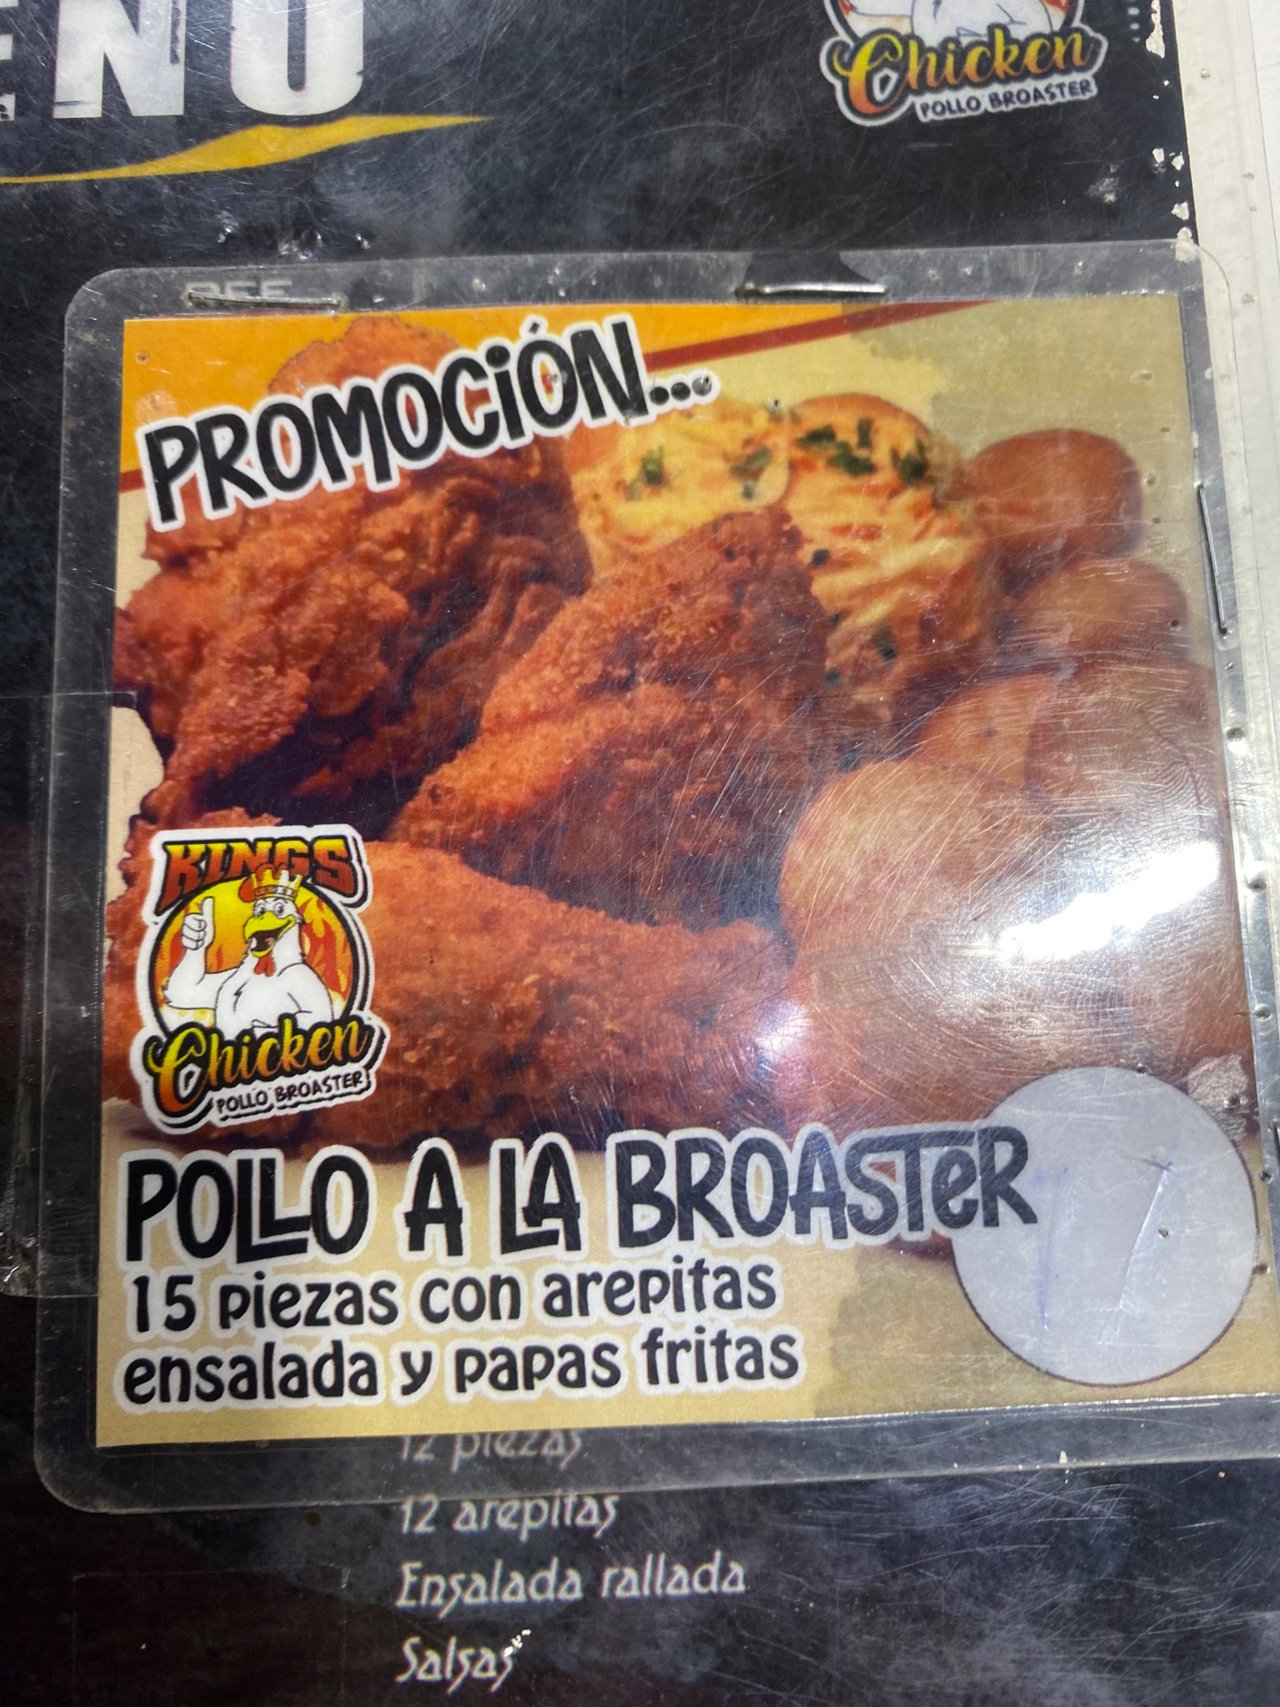 Chicken
POLLO BROASTER
PROMOCIÓN...
KINGS
Chicken
POLLO BROASTER
POLLO A LA BROASTER
15 piezas con arepitas
ensalada y papas fritas
12 piezas
12 arepitas
Ensalada rallada
Salsas